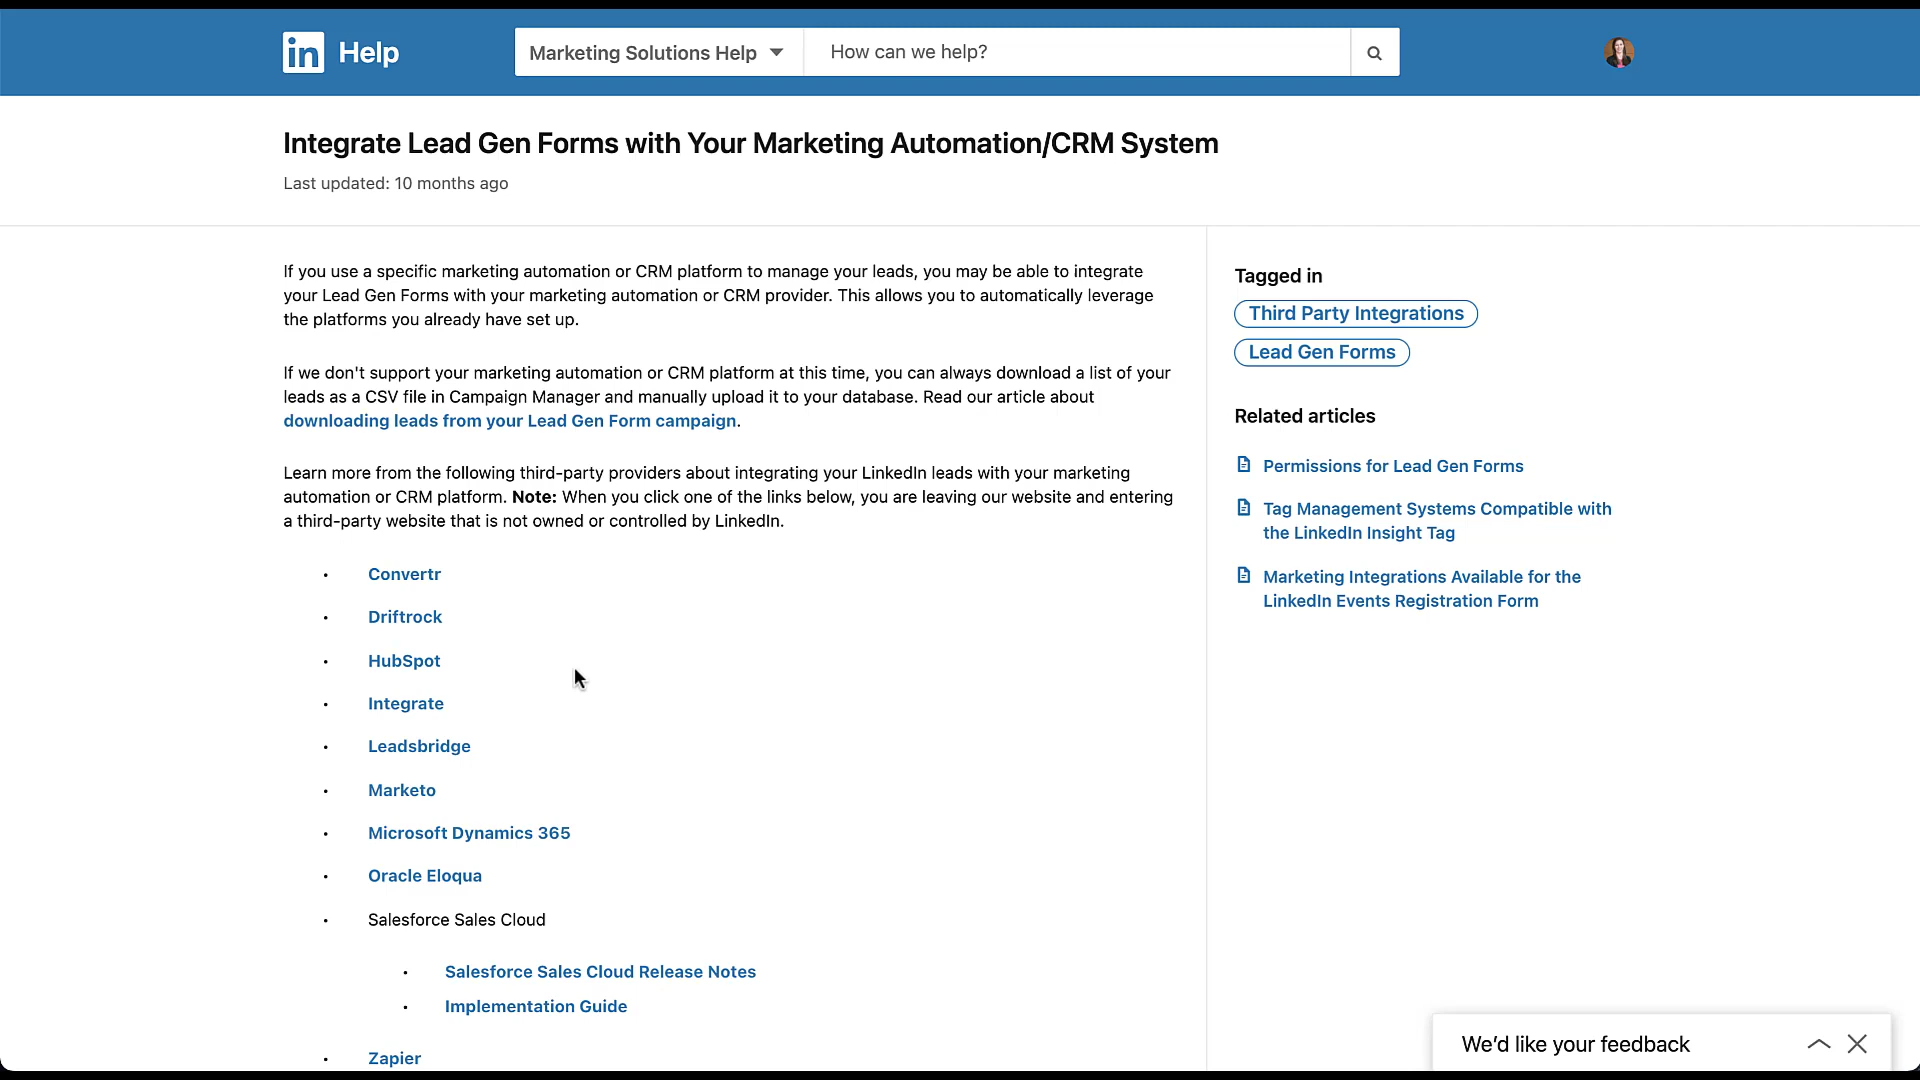 in Help
Marketing Solutions Help
How can we help?
Integrate Lead Gen Forms with Your Marketing Automation/CRM System
Last updated: 10 months ago
If you use a specific marketing automation or CRM platform to manage your leads, you may be able to integrate
your Lead Gen Forms with your marketing automation or CRM provider. This allows you to automatically leverage
the platforms you already have set up.
If we don't support your marketing automation or CRM platform at this time, you can always download a list of your
leads as a CSV file in Campaign Manager and manually upload it to your database. Read our article about
downloading leads from your Lead Gen Form campaign.
Learn more from the following third-party providers about integrating your LinkedIn leads with your marketing
automation or CRM platform. Note: When you click one of the links below, you are leaving our website and entering
a third-party website that is not owned or controlled by LinkedIn.
• Convertr
• Driftrock
• HubSpot
• Integrate
• Leadsbridge
• Marketo
• Microsoft Dynamics 365
• Oracle Eloqua
• Salesforce Sales Cloud
• Salesforce Sales Cloud Release Notes
• Implementation Guide
• Zapier
Tagged in
Third Party Integrations
Lead Gen Forms
Related articles
Permissions for Lead Gen Forms
Tag Management Systems Compatible with
the LinkedIn Insight Tag
Marketing Integrations Available for the
LinkedIn Events Registration Form
We'd like your feedback